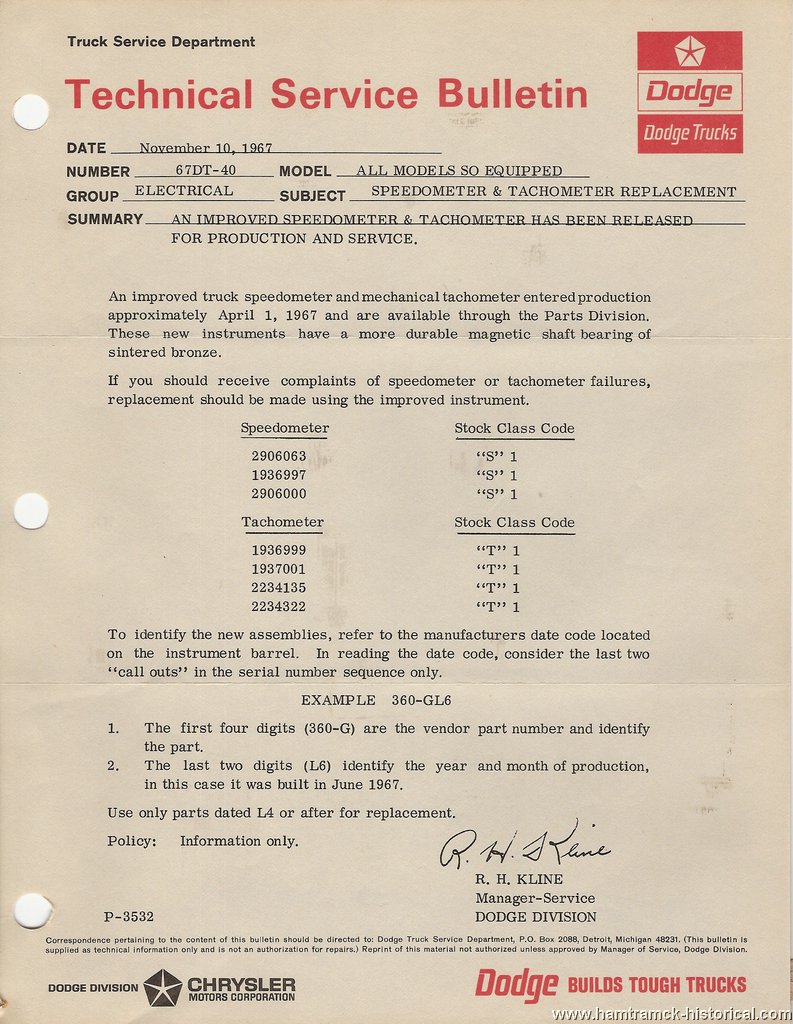 Truck Service Department
Technical Service Bulletin
Dodge
Dodge Trucks
DATE November 10, 1967
NUMBER 67DT-40 MODEL ALL MODELS SO EQUIPPED
GROUP ELECTRICAL SUBJECT SPEEDOMETER & TACHOMETER REPLACEMENT
SUMMARY AN IMPROVED SPEEDOMETER & TACHOMETER HAS BEEN RELEASED
FOR PRODUCTION AND SERVICE.
An improved truck speedometer and mechanical tachometer entered production
approximately April 1, 1967 and are available through the Parts Division.
These new instruments have a more durable magnetic shaft bearing of
sintered bronze.
If you should receive complaints of speedometer or tachometer failures,
replacement should be made using the improved instrument.
Speedometer Stock Class Code
2906063 “S” 1
1936997 “S” 1
2906000 “S” 1
Tachometer Stock Class Code
1936999 “T” 1
1937001 “T” 1
2234135 “T” 1
2234322 “T” 1
To identify the new assemblies, refer to the manufacturers date code located
on the instrument barrel. In reading the date code, consider the last two
“call outs” in the serial number sequence only.
EXAMPLE 360-GL6
1. The first four digits (360-G) are the vendor part number and identify
the part.
2. The last two digits (L6) identify the year and month of production,
in this case it was built in June 1967.
Use only parts dated L4 or after for replacement.
Policy: Information only.
R. H. Kline
R. H. KLINE
Manager-Service
P-3532 DODGE DIVISION
Correspondence pertaining to the content of this bulletin should be directed to: Dodge Truck Service Department, P.O. Box 2088, Detroit, Michigan 48231. (This bulletin is
supplied as technical information only and is not an authorization for repairs.) Reprint of this material not authorized unless approved by Manager of Service, Dodge Division.
DODGE DIVISION CHRYSLER
MOTORS CORPORATION
Dodge BUILDS TOUGH TRUCKS
www.hamtramck-historical.com